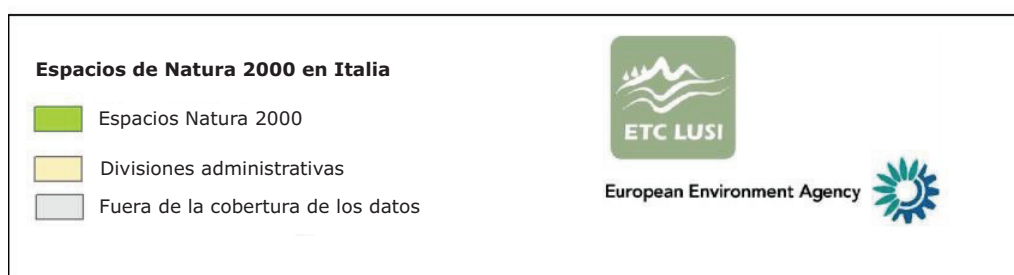 Espacios de Natura 2000 en Italia
Espacios Natura 2000
Divisiones administrativas
Fuera de la cobertura de los datos
ETC LUSI
European Environment Agency